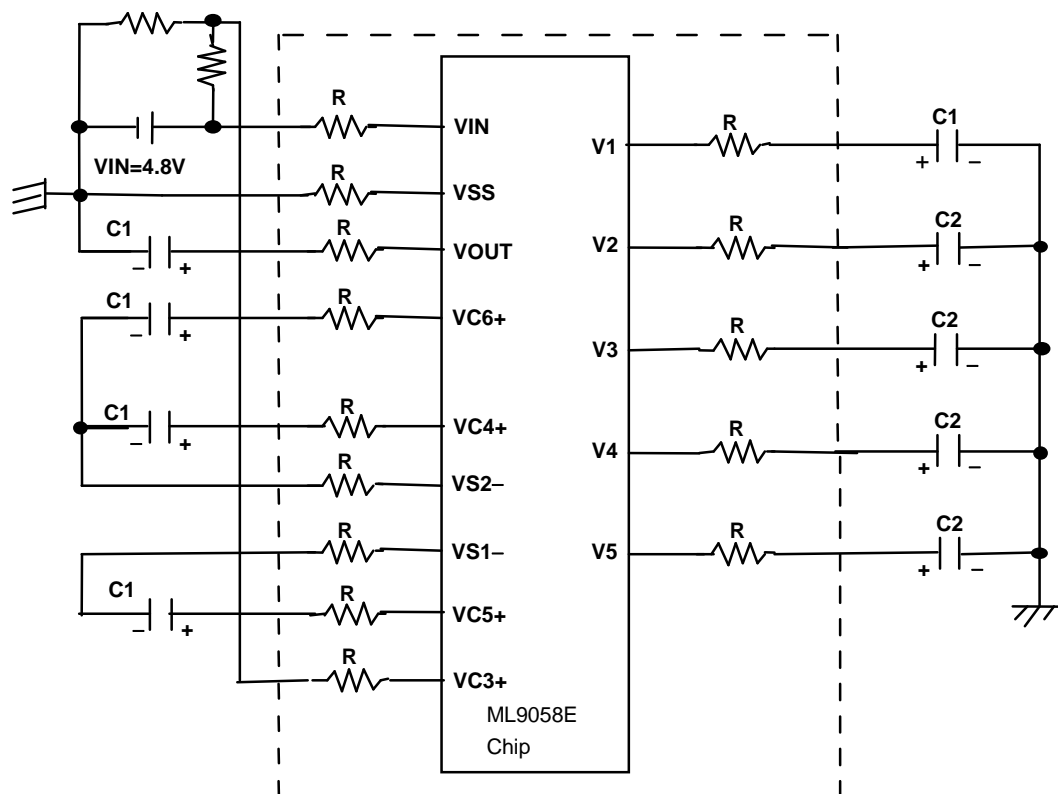 R
VIN
VIN=4.8V
R
VSS
C1
− +
R
VOUT
C1
− +
R
VC6+
C1
− +
R
VC4+
R
VS2−
R
VS1−
C1
− +
R
VC5+
R
VC3+
ML9058E
Chip
V1
R
C1
+ −
V2
R
C2
+ −
V3
R
C2
+ −
V4
R
C2
+ −
V5
R
C2
+ −